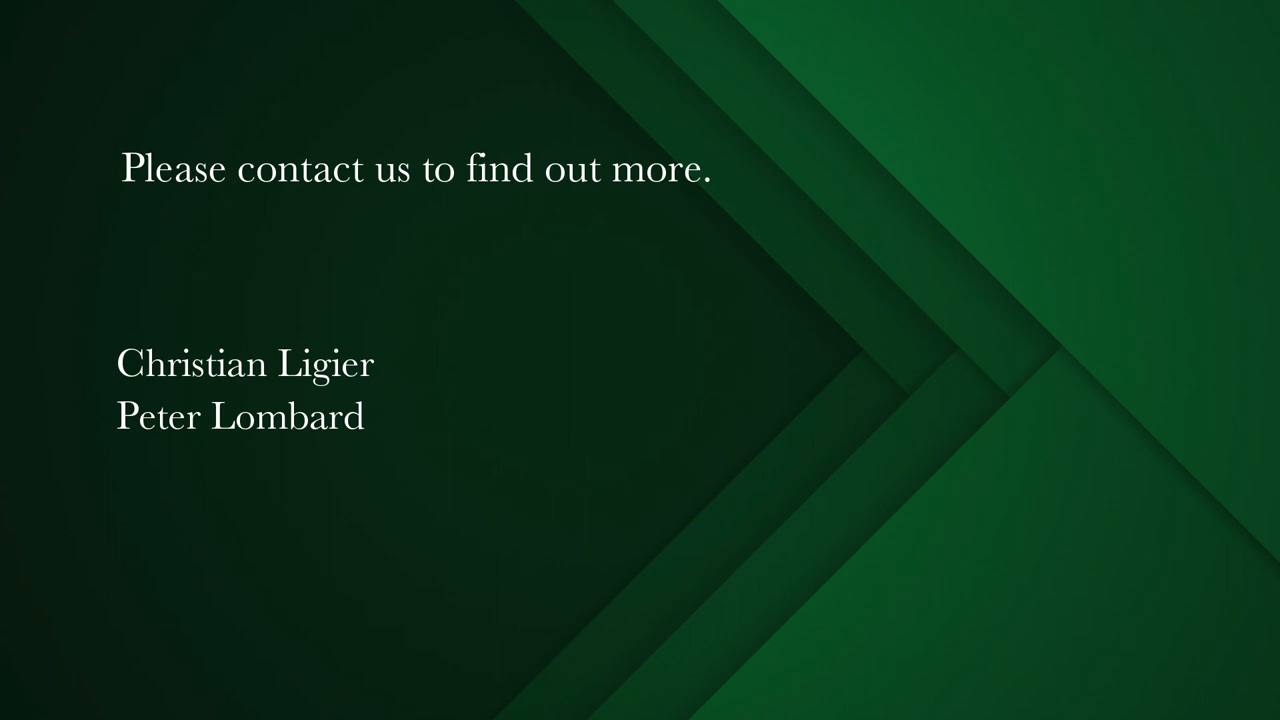 Please contact us to find out more.
Christian Ligier
Peter Lombard